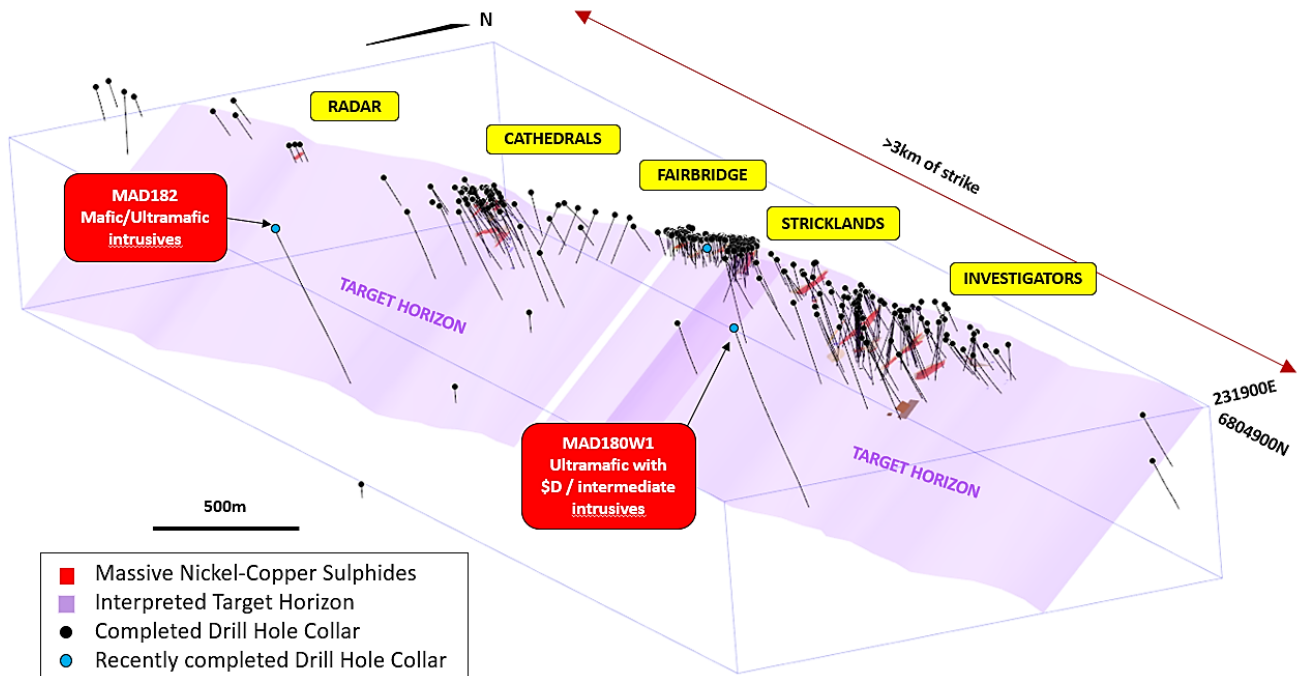 N
>3km of strike
RADAR
CATHEDRALS
FAIRBRIDGE
STRICKLANDS
INVESTIGATORS
MAD182
Mafic/Ultramafic
intrusives
TARGET HORIZON
231900E
6804900N
MAD180W1
Ultramafic with
$D / intermediate
intrusives
TARGET HORIZON
500m
Massive Nickel-Copper Sulphides
Interpreted Target Horizon
Completed Drill Hole Collar
Recently completed Drill Hole Collar